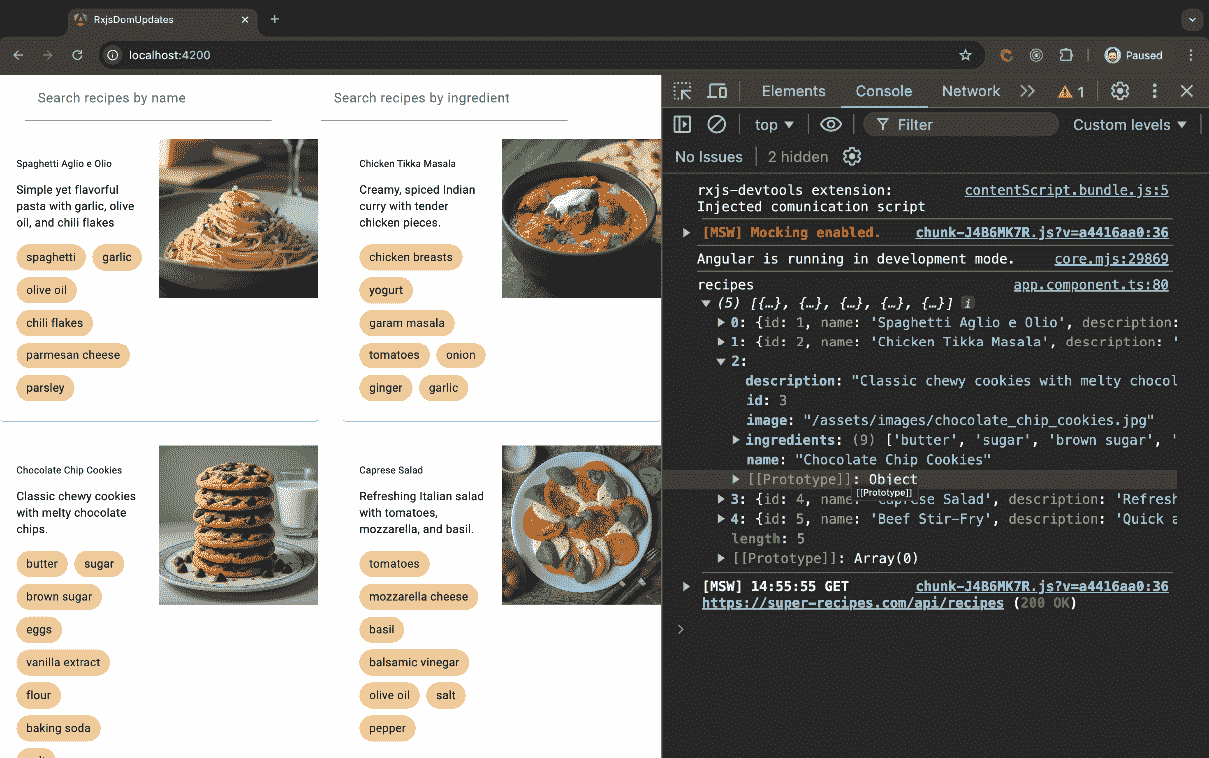 RxjsDomUpdates
localhost:4200
Paused
Search recipes by name
Search recipes by ingredient
Spaghetti Aglio e Olio
Simple yet flavorful
pasta with garlic, olive
oil, and chili flakes
spaghetti garlic
olive oil
chili flakes
parmesan cheese
parsley
Chicken Tikka Masala
Creamy, spiced Indian
curry with tender
chicken pieces.
chicken breasts
yogurt
garam masala
tomatoes onion
ginger garlic
Chocolate Chip Cookies
Classic chewy cookies
with melty chocolate
chips.
butter sugar
brown sugar
eggs
vanilla extract
flour
baking soda
Caprese Salad
Refreshing Italian salad
with tomatoes,
mozzarella, and basil.
tomatoes
mozzarella cheese
basil
balsamic vinegar
olive oil salt
pepper
Elements Console Network 1
top Filter Custom levels
No Issues 2 hidden
rxjs-devtools extension: contentScript.bundle.js:5
Injected comunication script
[MSW] Mocking enabled. chunk-J4B6MK7R.js?v=a4416aa0:36
Angular is running in development mode. core.mjs:29869
recipes app.component.ts:80
(5) [{…}, {…}, {…}, {…}, {…}] i
0: {id: 1, name: 'Spaghetti Aglio e Olio', description:
1: {id: 2, name: 'Chicken Tikka Masala', description: '
2:
description: "Classic chewy cookies with melty chocol
id: 3
image: "/assets/images/chocolate_chip_cookies.jpg"
ingredients: (9) ['butter', 'sugar', 'brown sugar', '
name: "Chocolate Chip Cookies"
[[Prototype]]: Object
[[Prototype]]
3: {id: 4, name: 'Caprese Salad', description: 'Refresh
4: {id: 5, name: 'Beef Stir-Fry', description: 'Quick a
length: 5
[[Prototype]]: Array(0)
[MSW] 14:55:55 GET chunk-J4B6MK7R.js?v=a4416aa0:36
https://super-recipes.com/api/recipes (200 OK)